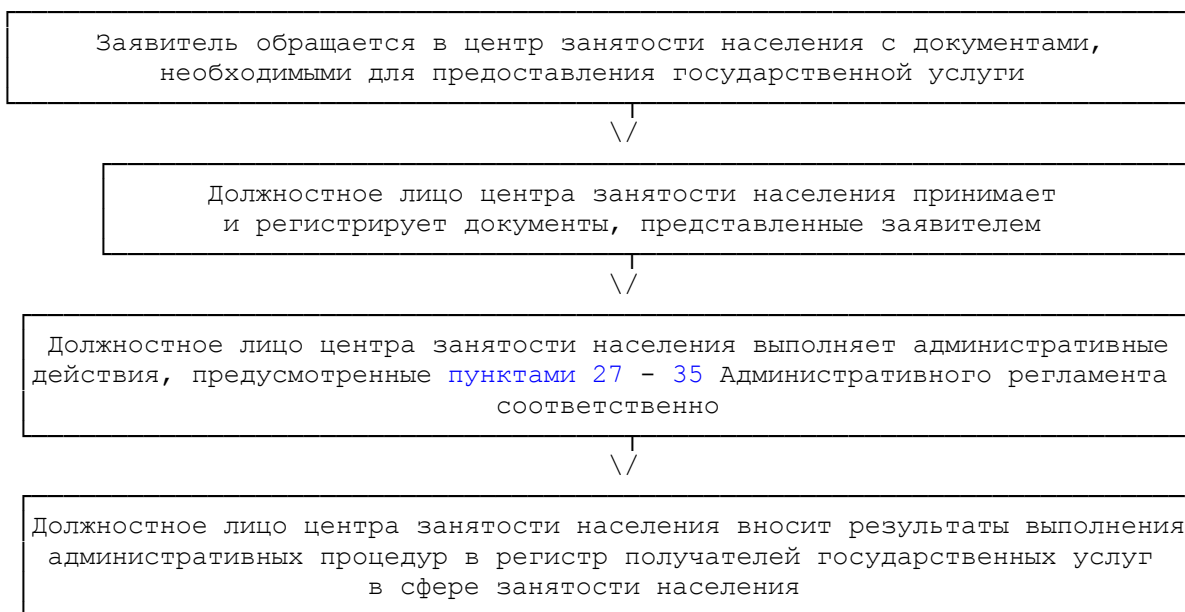 Заявитель обращается в центр занятости населения с документами,
необходимыми для предоставления государственной услуги
\/
Должностное лицо центра занятости населения принимает
и регистрирует документы, представленные заявителем
\/
Должностное лицо центра занятости населения выполняет административные
действия, предусмотренные пунктами 27 - 35 Административного регламента
соответственно
\/
Должностное лицо центра занятости населения вносит результаты выполнения
административных процедур в регистр получателей государственных услуг
в сфере занятости населения